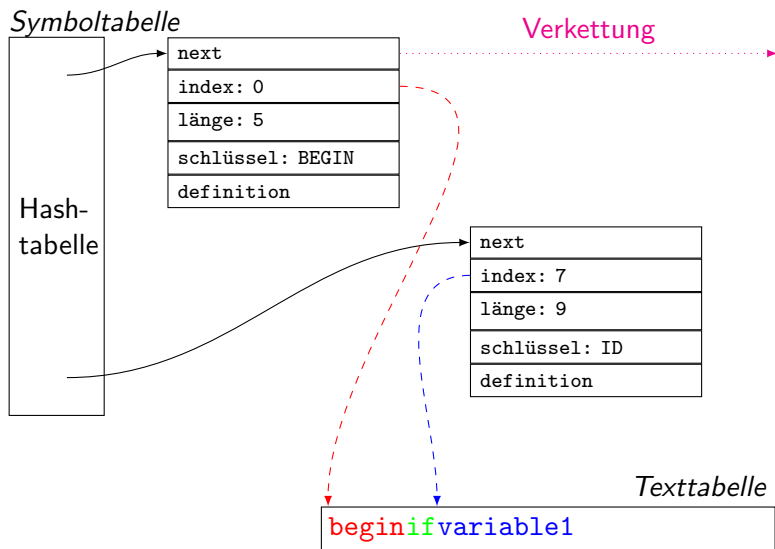 Symboltabelle
Verkettung
next
index: 0
länge: 5
schlüssel: BEGIN
definition
Hash-
tabelle
next
index: 7
länge: 9
schlüssel: ID
definition
Texttabelle
beginifvariable1